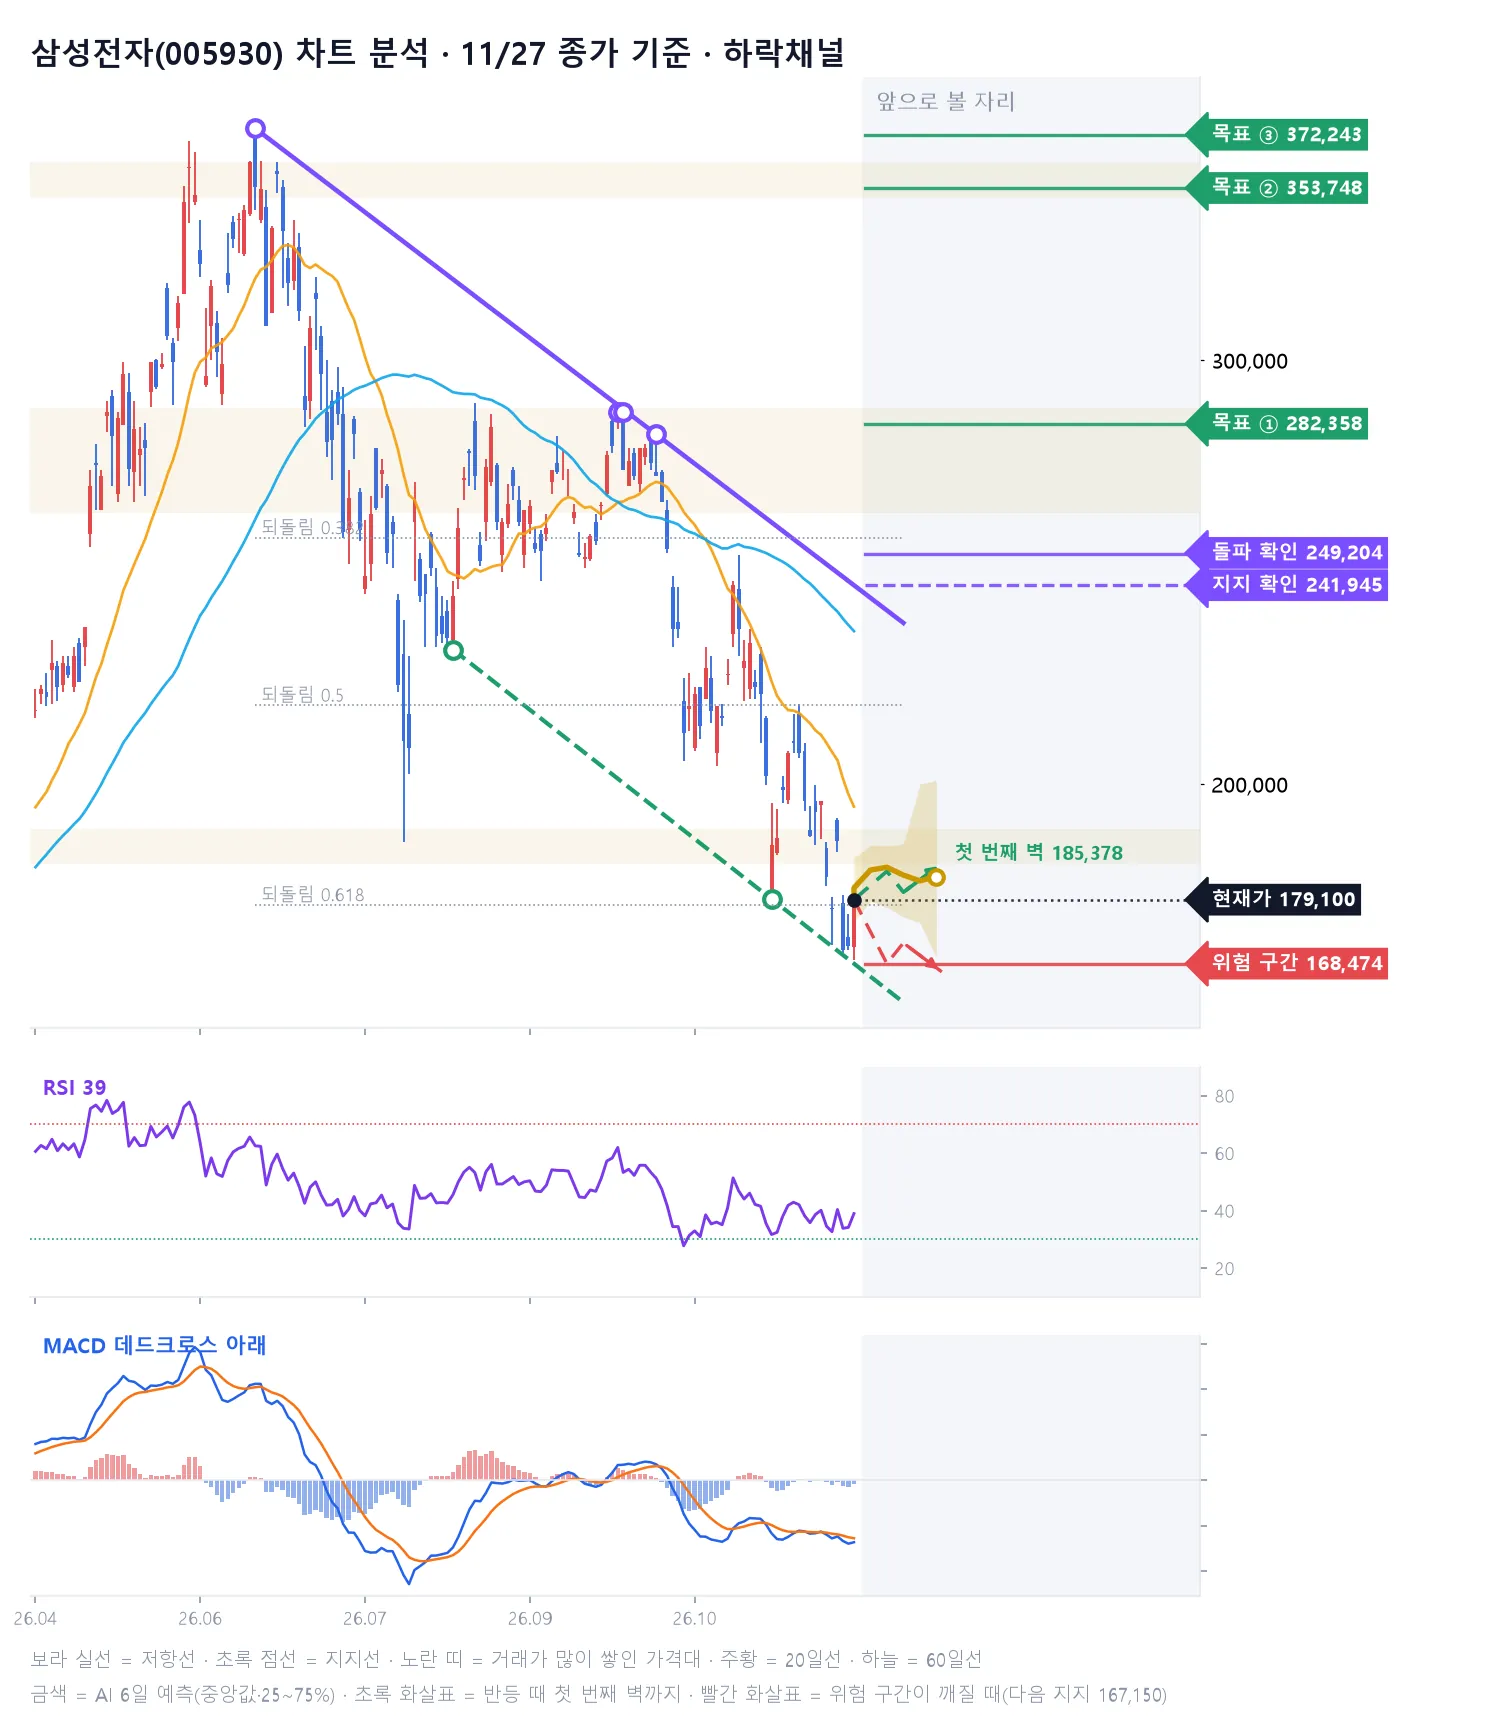 삼성전자(005930) 차트 분석 · 11/27 종가 기준 · 하락채널
앞으로 볼 자리
목표 ③ 372,243
목표 ② 353,748
300,000
목표 ① 282,358
되돌림 0.382
돌파 확인 249,204
지지 확인 241,945
되돌림 0.5
200,000
첫 번째 벽 185,378
되돌림 0.618
현재가 179,100
위험 구간 168,474
RSI 39
80
60
40
20
MACD 데드크로스 아래
26.04 26.06 26.07 26.09 26.10
보라 실선 = 저항선 · 초록 점선 = 지지선 · 노란 띠 = 거래가 많이 쌓인 가격대 · 주황 = 20일선 · 하늘 = 60일선
금색 = AI 6일 예측(중앙값·25~75%) · 초록 화살표 = 반등 때 첫 번째 벽까지 · 빨간 화살표 = 위험 구간이 깨질 때(다음 지지 167,150)